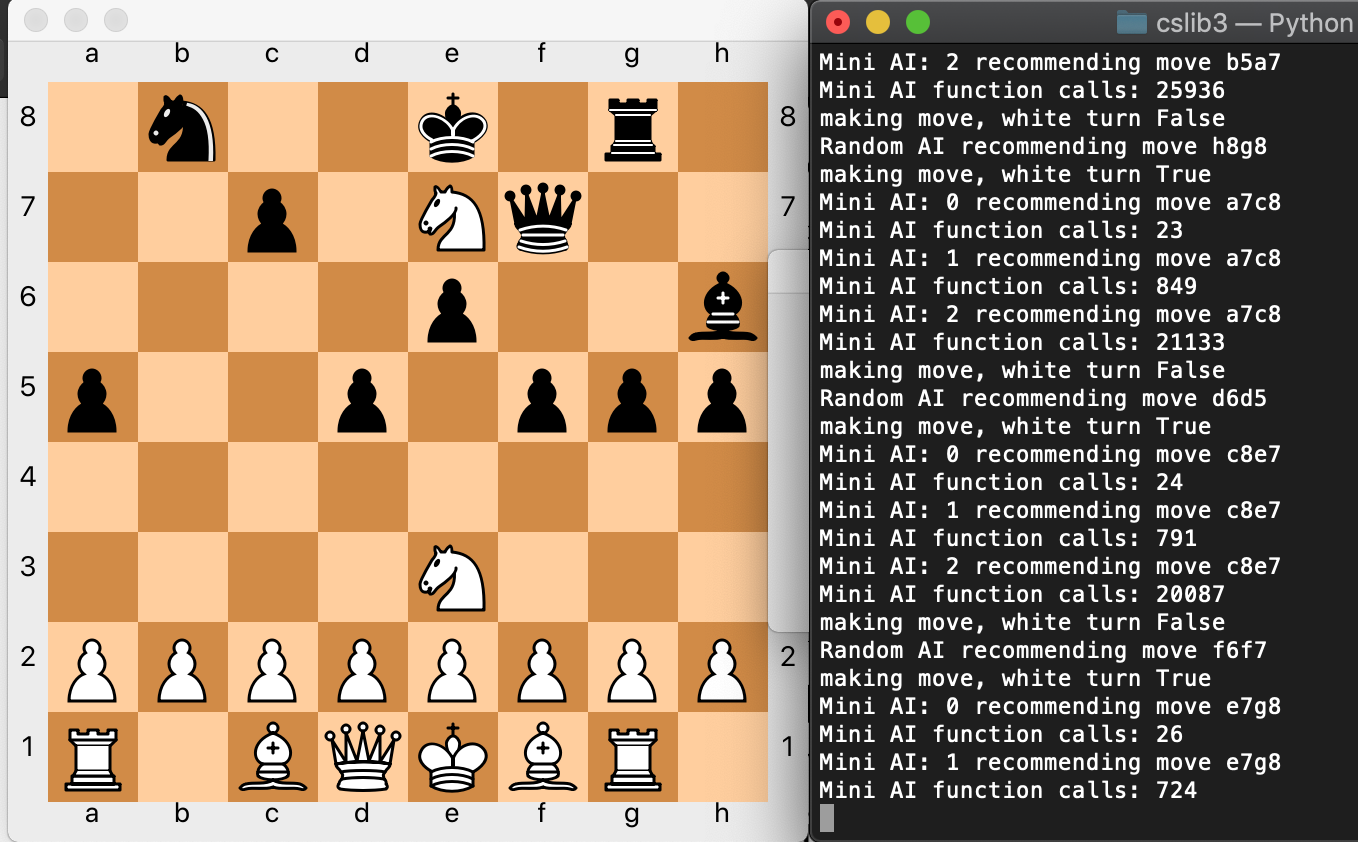 a b c d e f g h
8 8
7 7
6
5
4
3
2 2
1 1
a b c d e f g h
cslib3 — Python
Mini AI: 2 recommending move b5a7
Mini AI function calls: 25936
making move, white turn False
Random AI recommending move h8g8
making move, white turn True
Mini AI: 0 recommending move a7c8
Mini AI function calls: 23
Mini AI: 1 recommending move a7c8
Mini AI function calls: 849
Mini AI: 2 recommending move a7c8
Mini AI function calls: 21133
making move, white turn False
Random AI recommending move d6d5
making move, white turn True
Mini AI: 0 recommending move c8e7
Mini AI function calls: 24
Mini AI: 1 recommending move c8e7
Mini AI function calls: 791
Mini AI: 2 recommending move c8e7
Mini AI function calls: 20087
making move, white turn False
Random AI recommending move f6f7
making move, white turn True
Mini AI: 0 recommending move e7g8
Mini AI function calls: 26
Mini AI: 1 recommending move e7g8
Mini AI function calls: 724